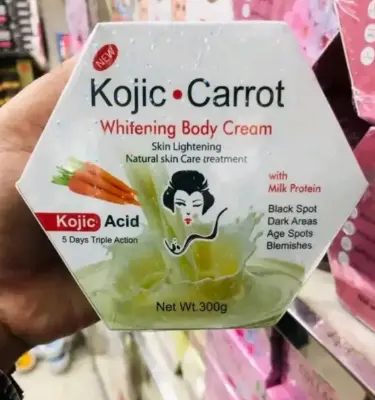 NEW
Kojic • Carrot
Whitening Body Cream
Skin Lightening
Natural skin Care treatment
with
Milk Protein
Kojic Acid
5 Days Triple Action
Black Spot
Dark Areas
Age Spots
Blemishes
Net Wt.300g